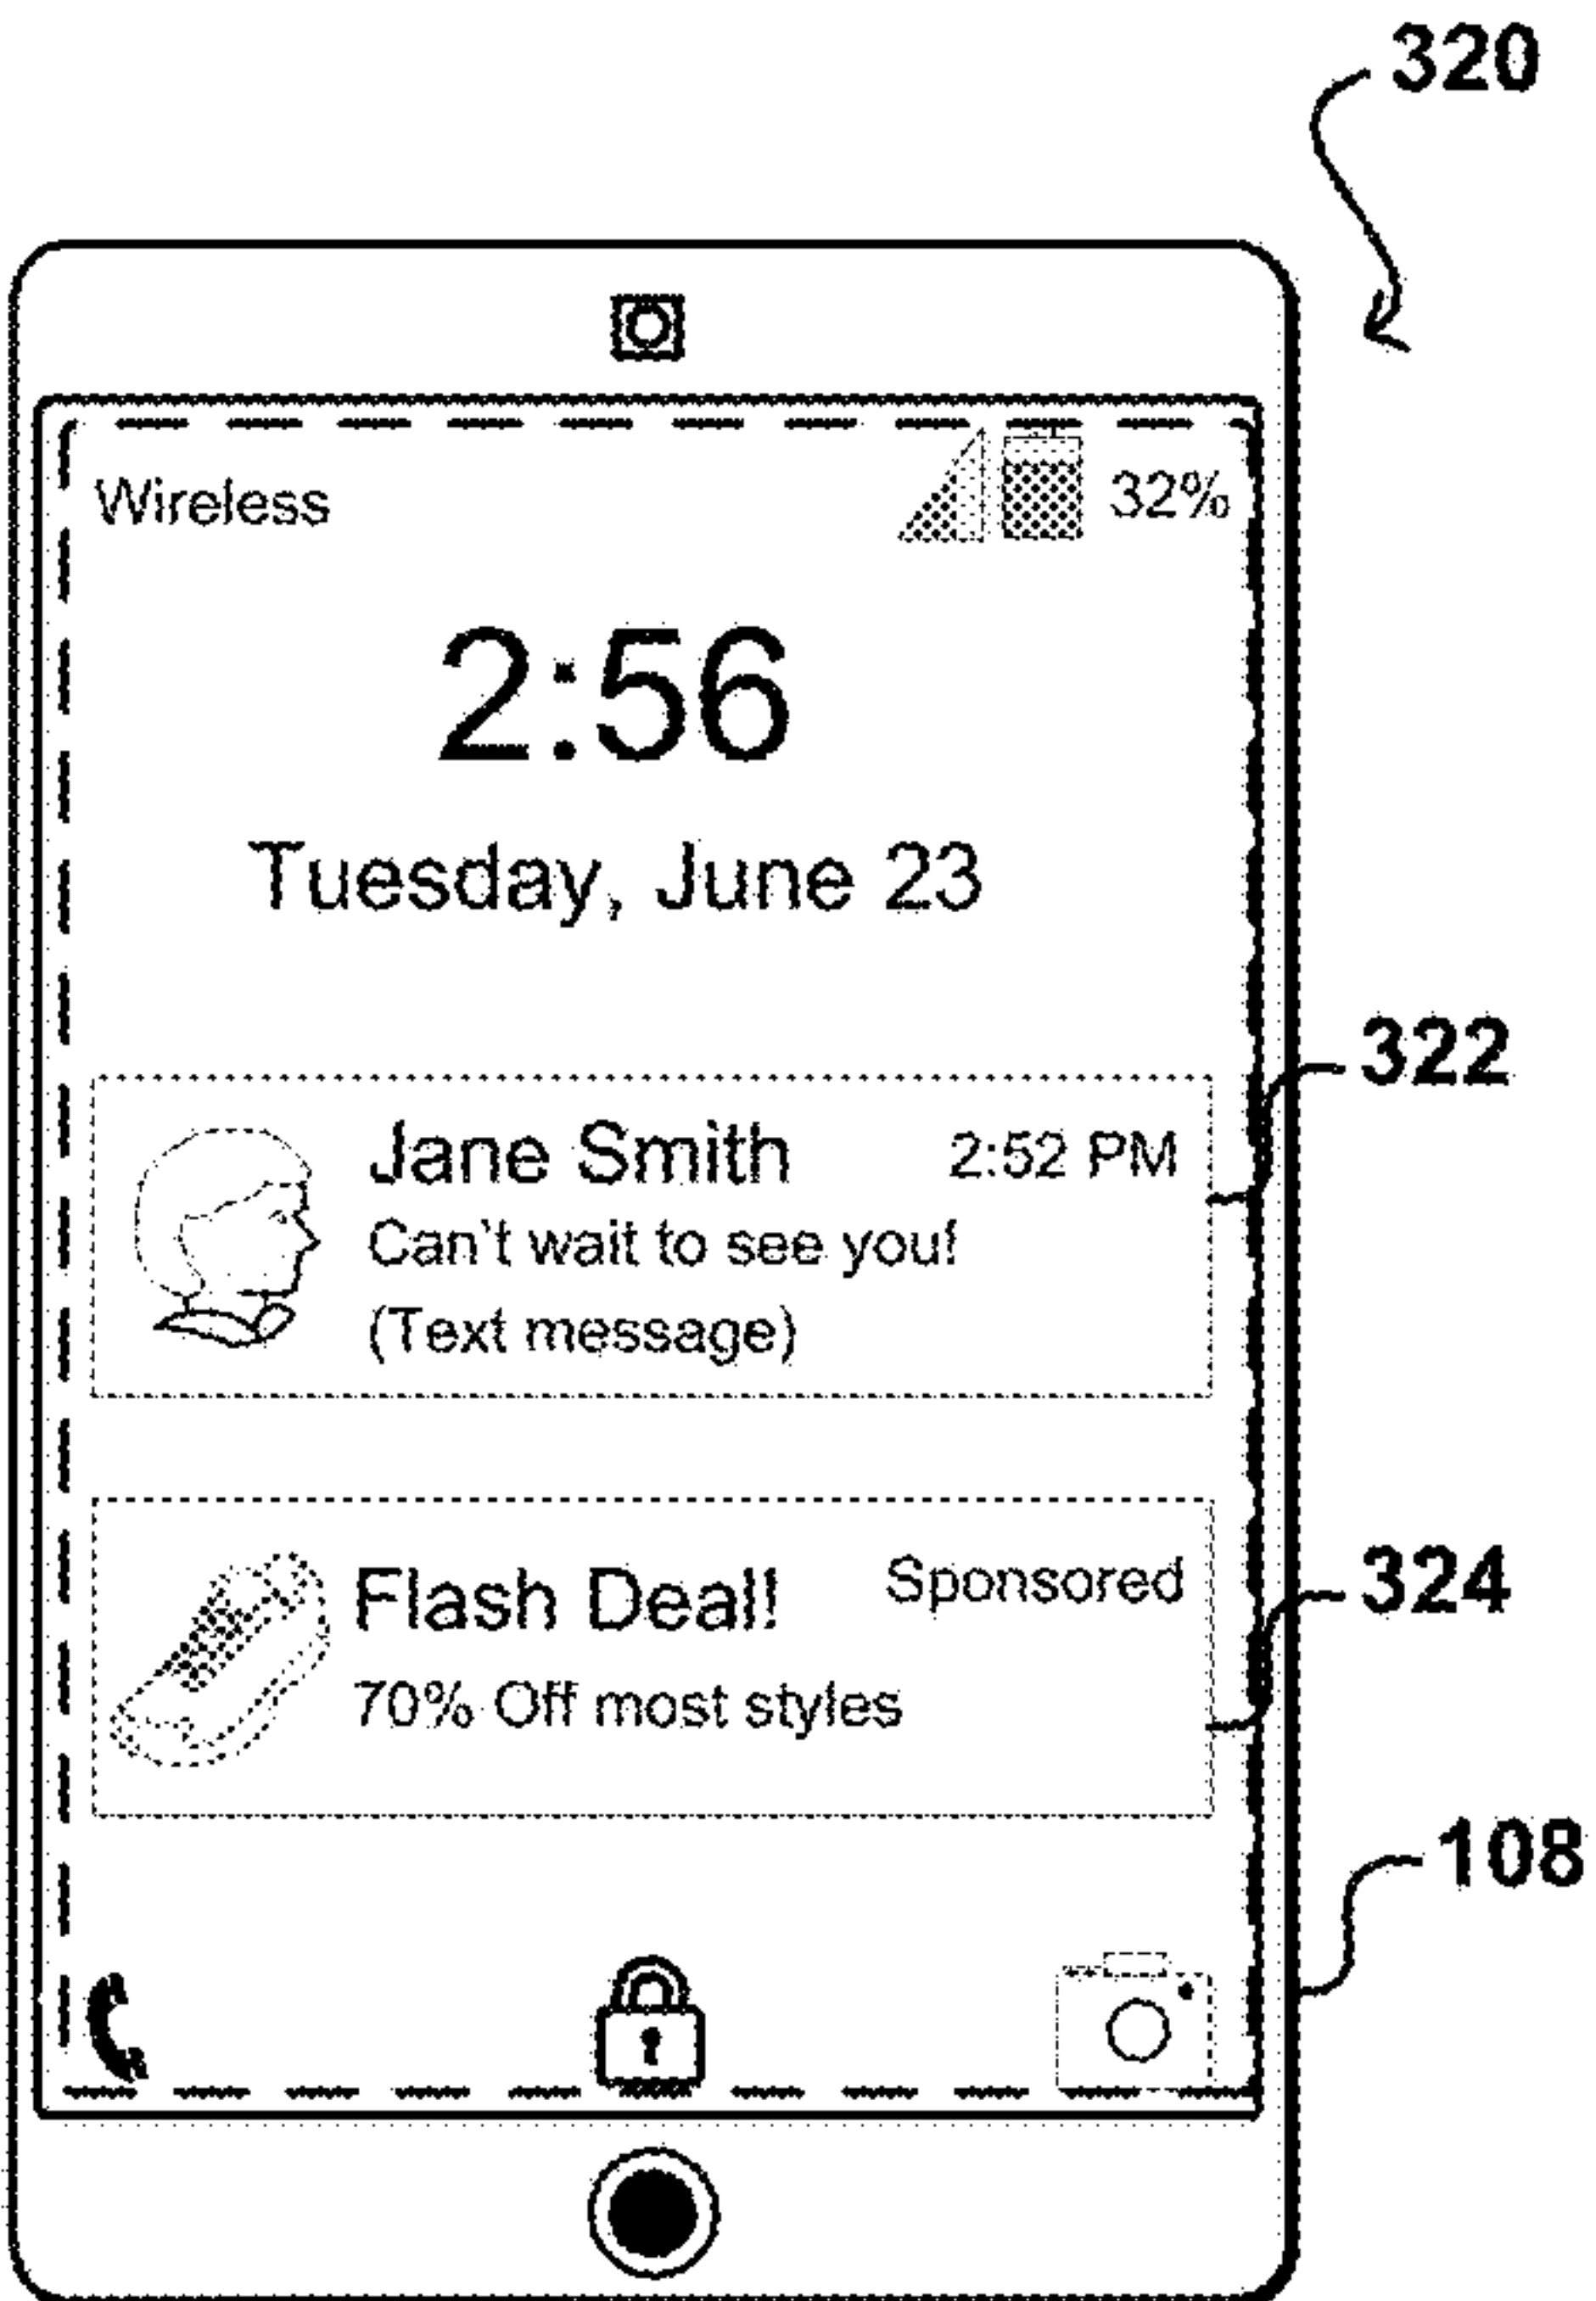 320
Wireless 32%
2:56
Tuesday, June 23
322
Jane Smith 2:52 PM
Can't wait to see you!
(Text message)
Flash Deal! Sponsored
324
70% Off most styles
108